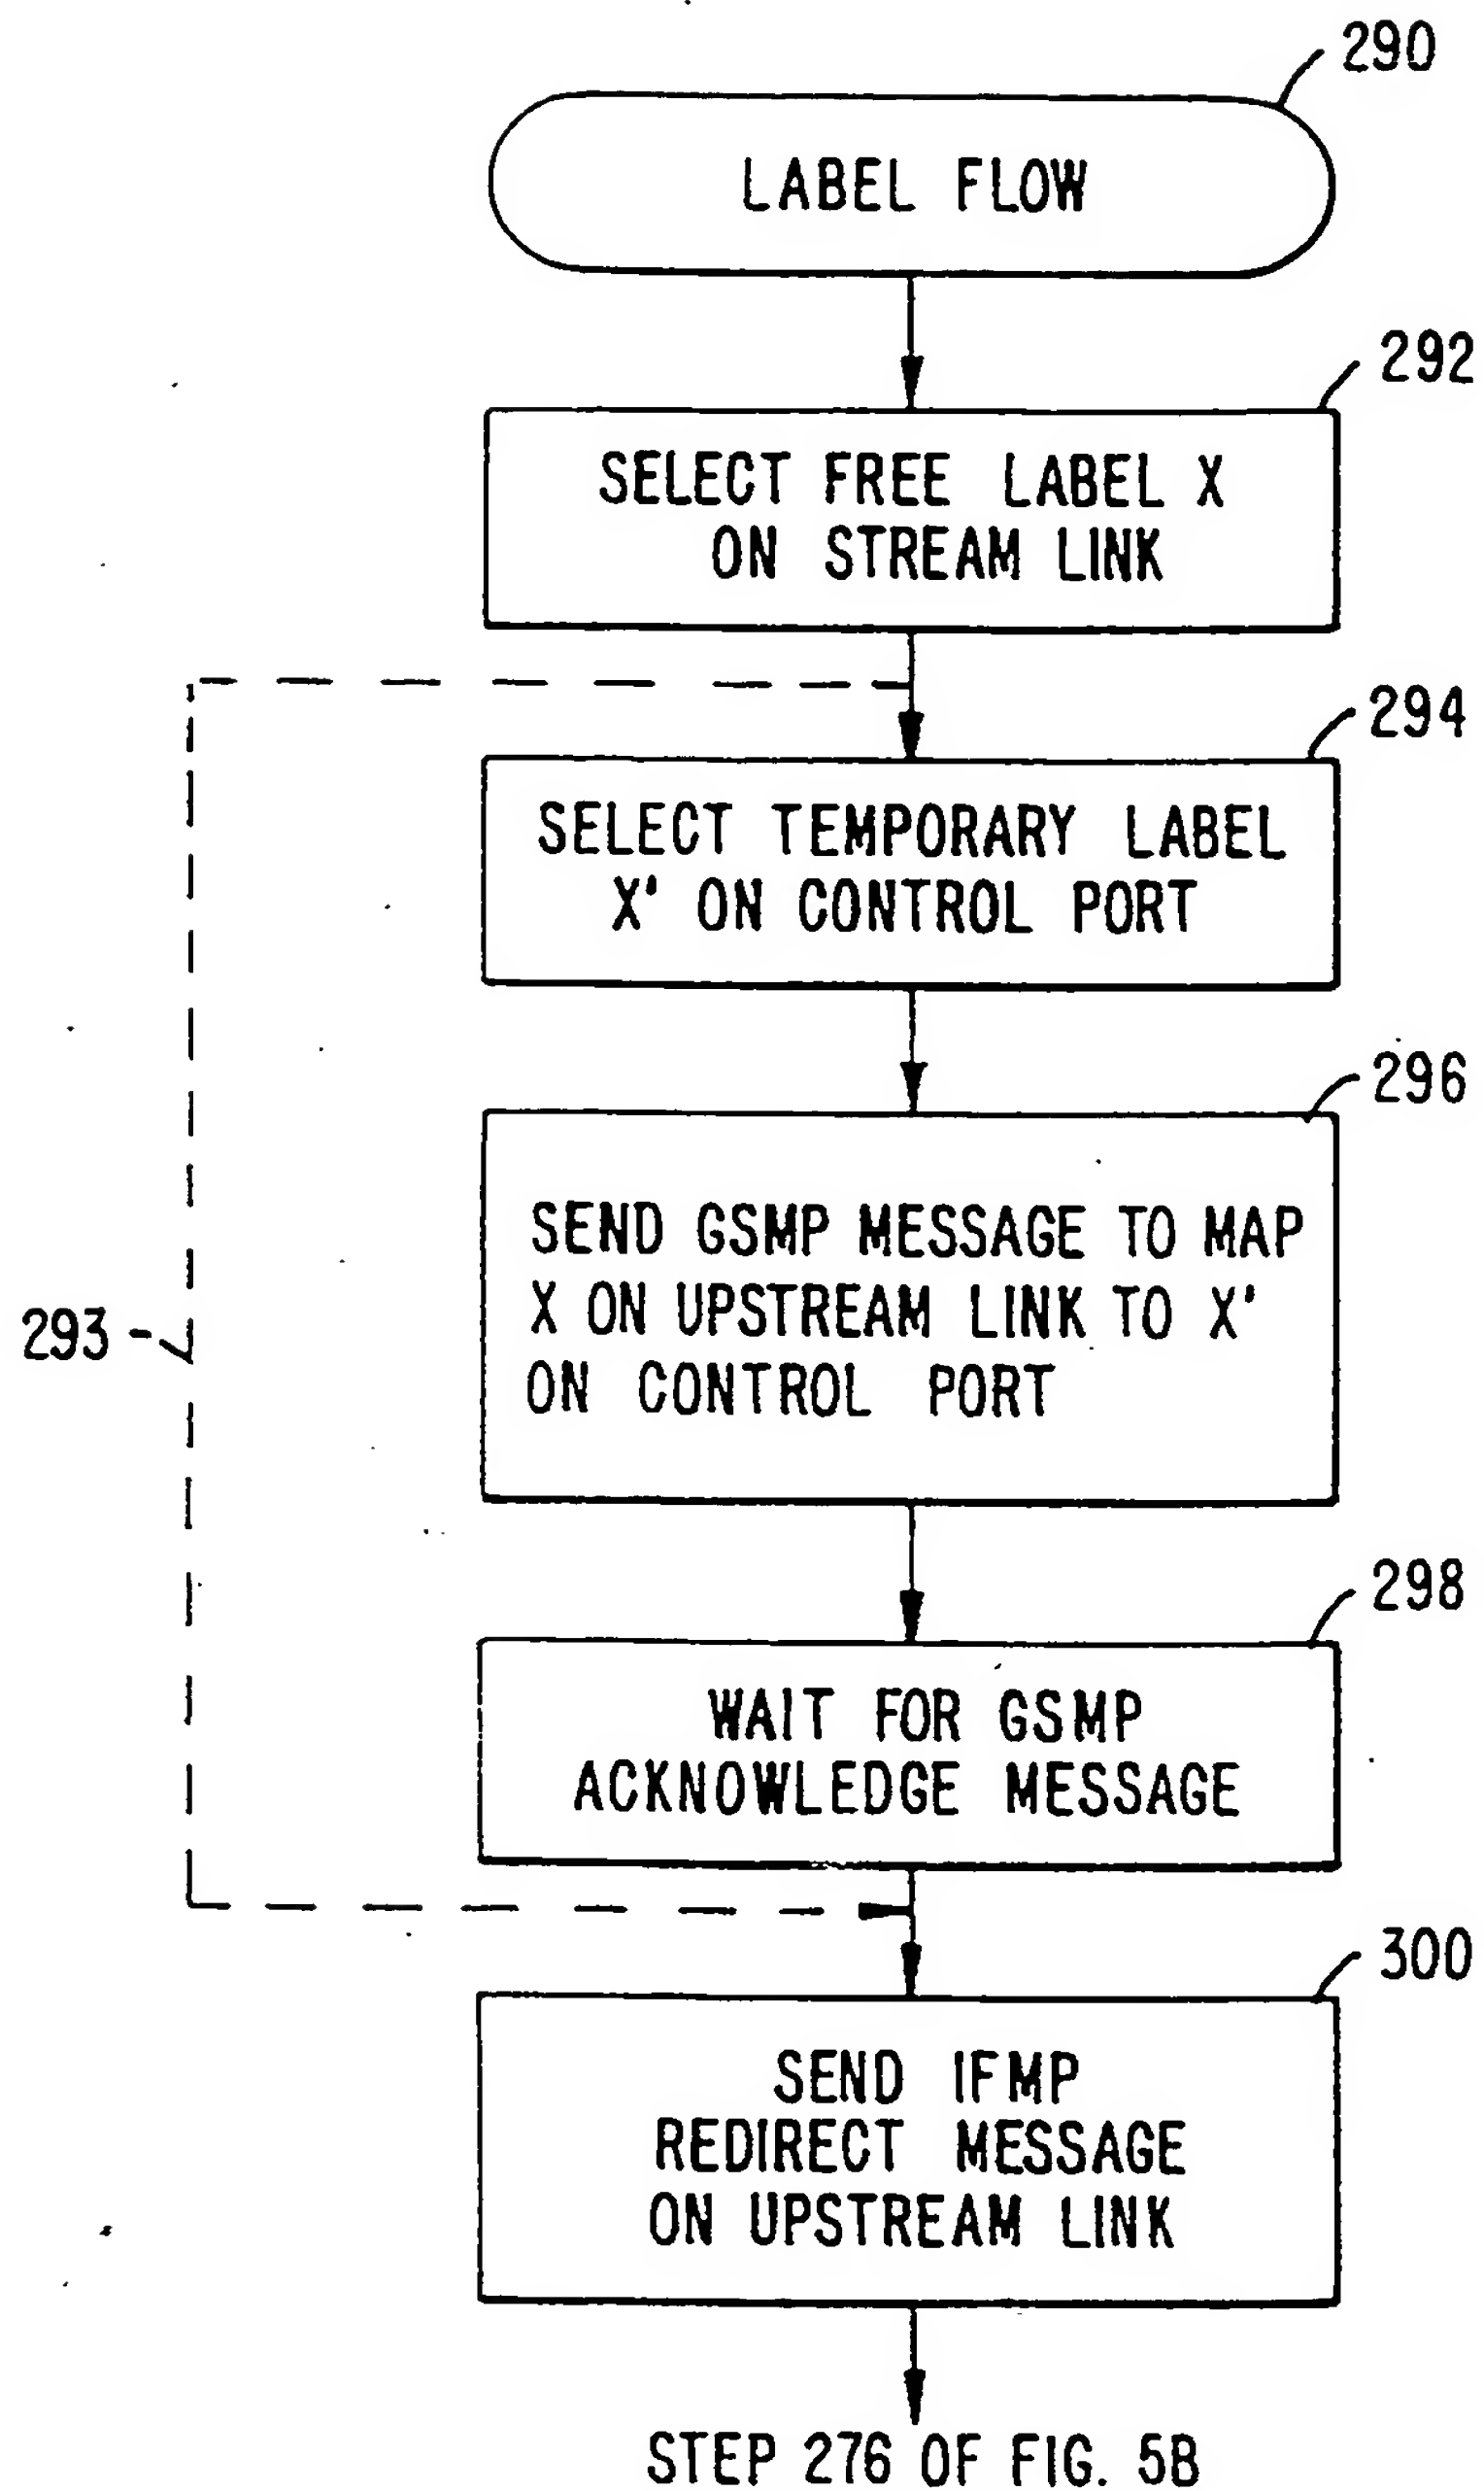 290
LABEL FLOW
292
SELECT FREE LABEL X
ON STREAM LINK
294
SELECT TEMPORARY LABEL
X' ON CONTROL PORT
296
SEND GSMP MESSAGE TO MAP
X ON UPSTREAM LINK TO X'
ON CONTROL PORT
293
298
WAIT FOR GSMP
ACKNOWLEDGE MESSAGE
300
SEND IFMP
REDIRECT MESSAGE
ON UPSTREAM LINK
STEP 276 OF FIG. 5B